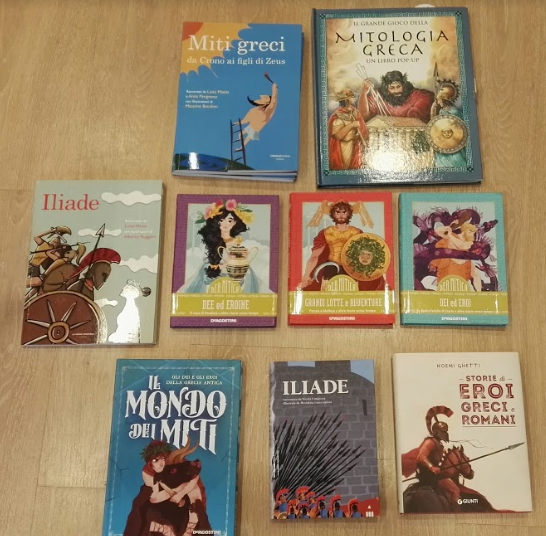 Miti greci
da Crono ai figli di Zeus
IL GRANDE GIOCO DELLA
MITOLOGIA
GRECA
UN LIBRO POP-UP
Iliade
DEE ed EROINE
DEAGOSTINI
GRANDI LOTTE e AVVENTURE
DEAGOSTINI
DEI ed EROI
DEAGOSTINI
GLI DEI E GLI EROI
DELLA GRECIA ANTICA
IL
MONDO
DEI MITI
DEAGOSTINI
ILIADE
NOEMI GHETTI
STORIE di
EROI
GRECI e
ROMANI
GIUNTI